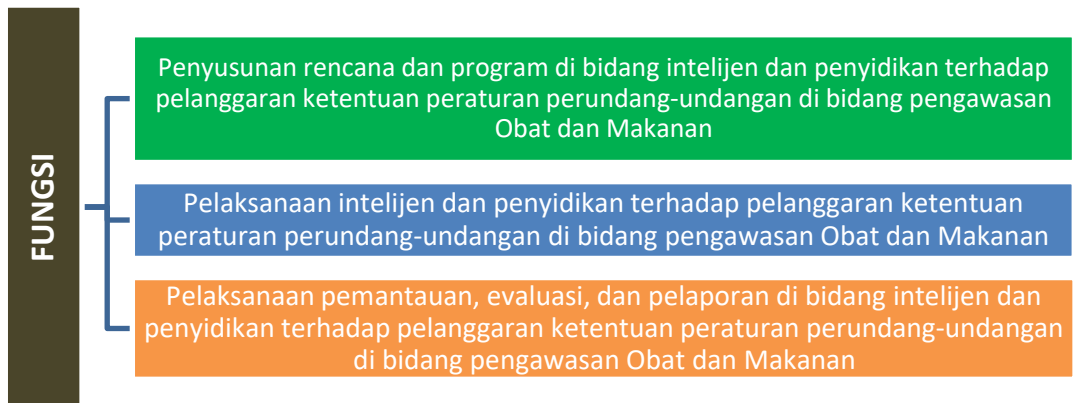 FUNGSI
Penyusunan rencana dan program di bidang intelijen dan penyidikan terhadap
pelanggaran ketentuan peraturan perundang-undangan di bidang pengawasan
Obat dan Makanan
Pelaksanaan intelijen dan penyidikan terhadap pelanggaran ketentuan
peraturan perundang-undangan di bidang pengawasan Obat dan Makanan
Pelaksanaan pemantauan, evaluasi, dan pelaporan di bidang intelijen dan
penyidikan terhadap pelanggaran ketentuan peraturan perundang-undangan
di bidang pengawasan Obat dan Makanan